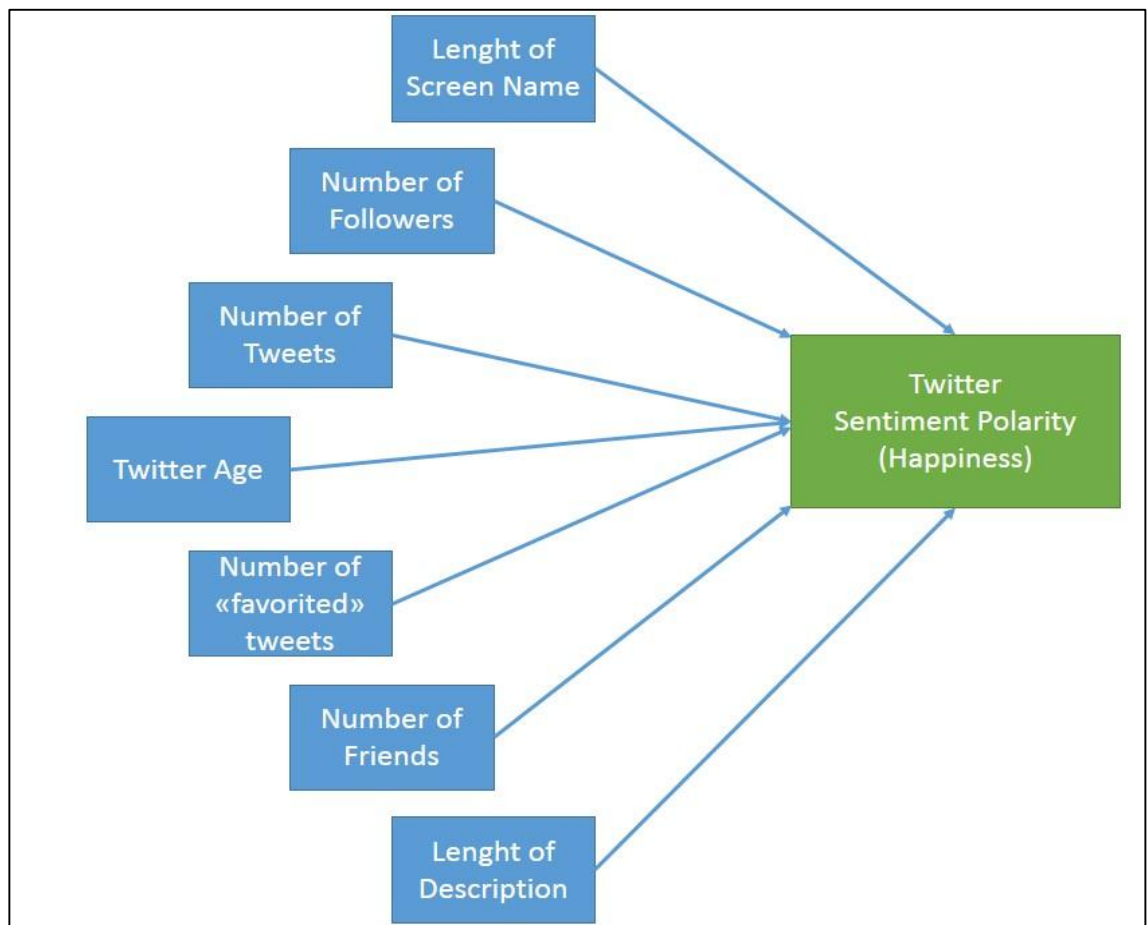 Lenght of
Screen Name
Number of
Followers
Number of
Tweets
Twitter Age
Number of
«favorited»
tweets
Number of
Friends
Lenght of
Description
Twitter
Sentiment Polarity
(Happiness)